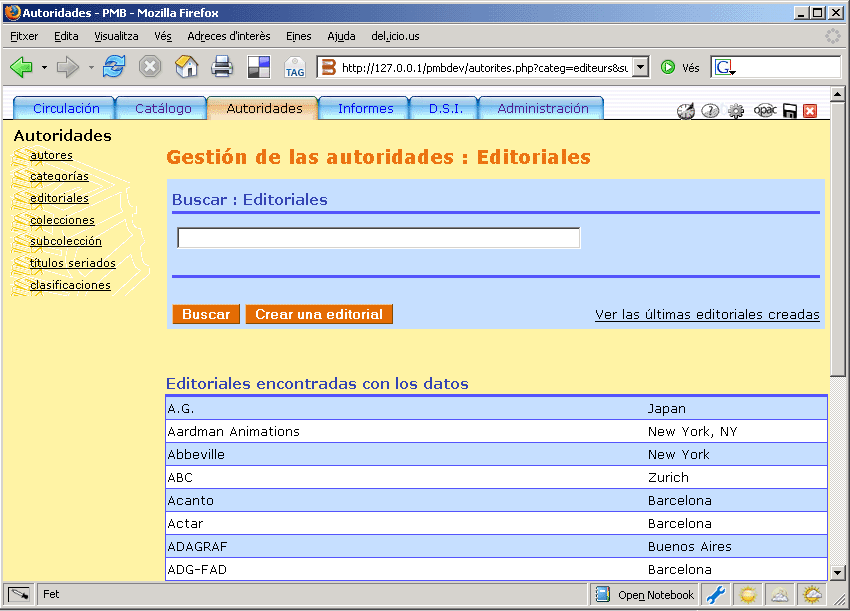 Autoridades - PMB - Mozilla Firefox
Fitxer Edita Visualitza Vés Adreces d'interès Eines Ajuda del.icio.us
TAG http://127.0.0.1/pmbdev/autorites.php?categ=editeurs&su Vés G
Circulación Catálogo Autoridades Informes D.S.I. Administración opac
Autoridades
autores
categorías
editoriales
colecciones
subcolección
títulos seriados
clasificaciones
Gestión de las autoridades : Editoriales
Buscar : Editoriales
Buscar Crear una editorial Ver las últimas editoriales creadas
Editoriales encontradas con los datos
A.G. Japan
Aardman Animations New York, NY
Abbeville New York
ABC Zurich
Acanto Barcelona
Actar Barcelona
ADAGRAF Buenos Aires
ADG-FAD Barcelona
Fet Open Notebook